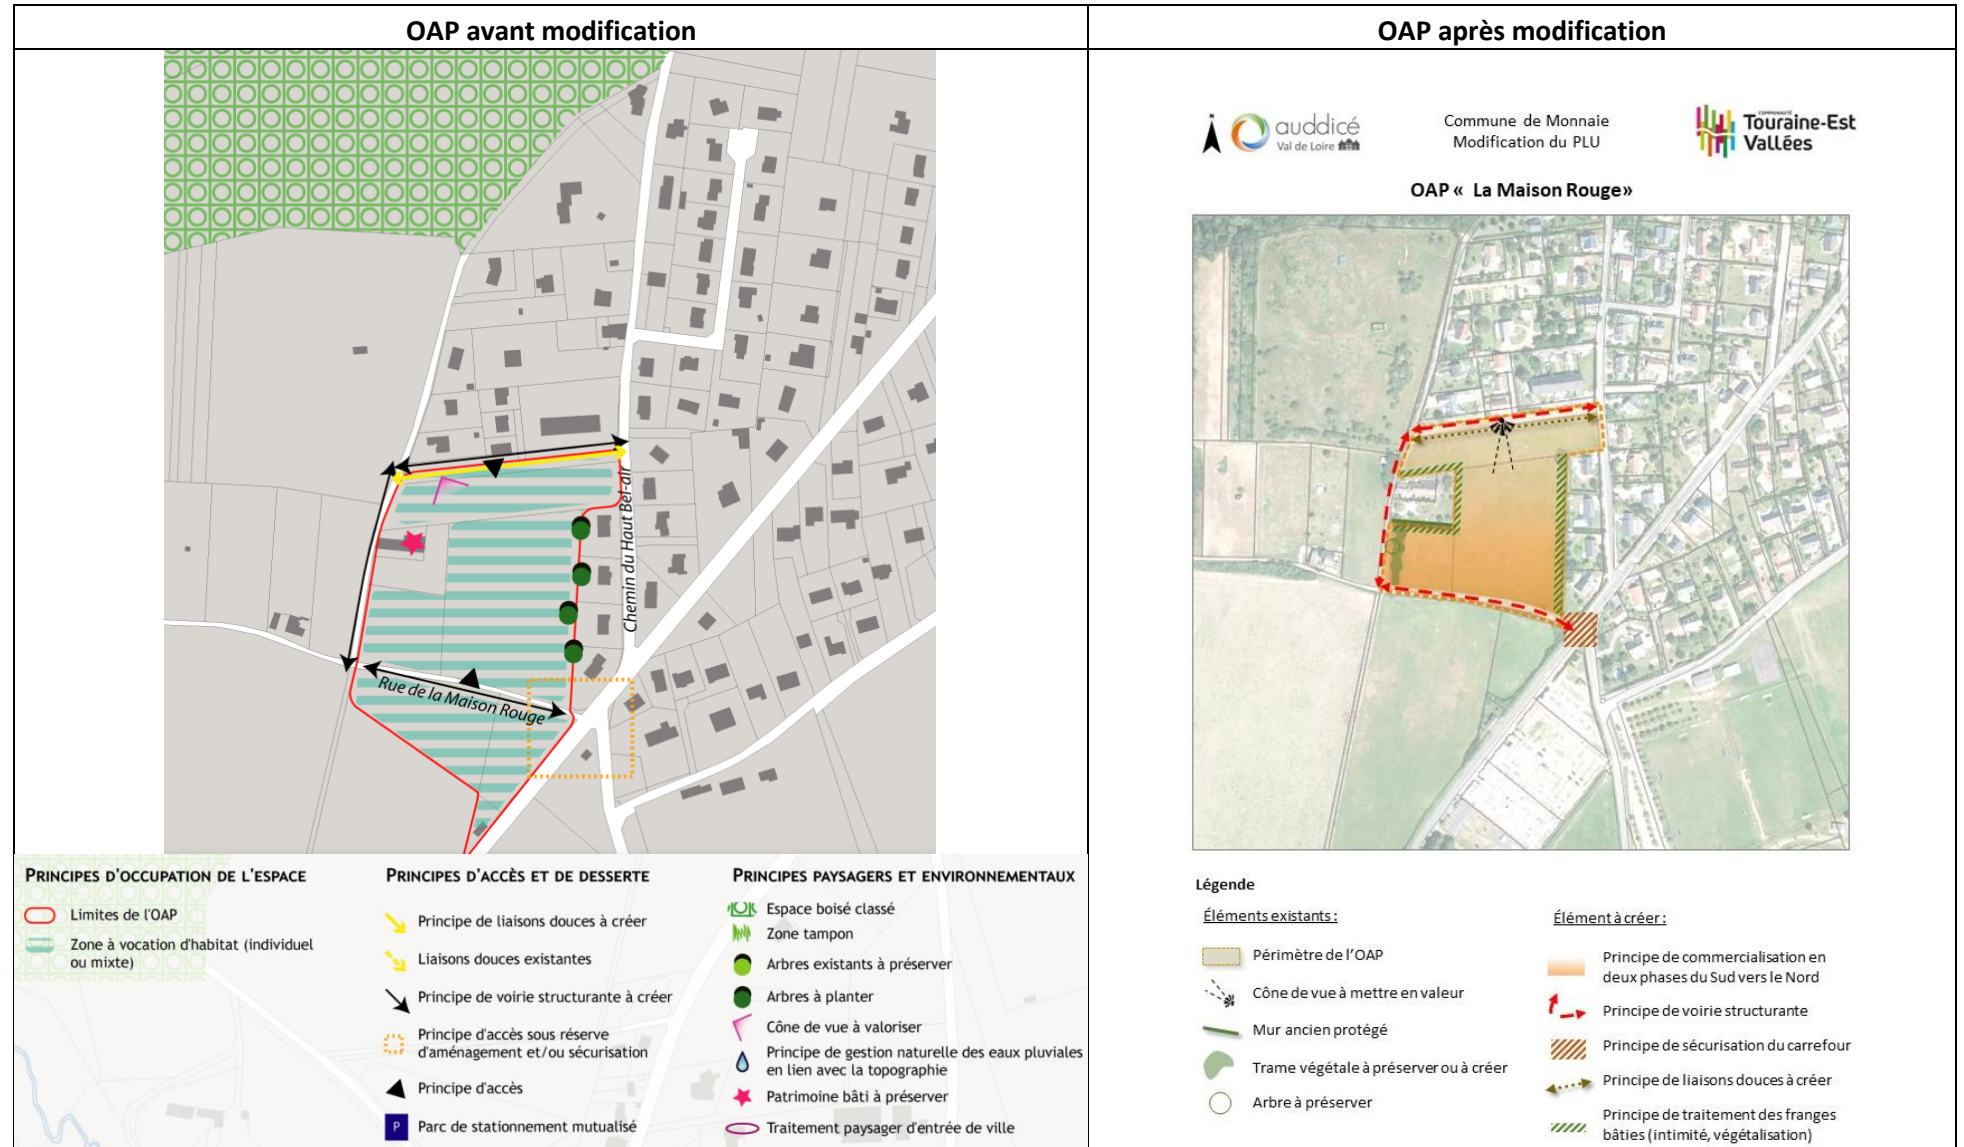 OAP avant modification
OAP après modification
Chemin du Haut Bel-air
Rue de la Maison Rouge
PRINCIPES D'OCCUPATION DE L'ESPACE
Limites de l'OAP
Zone à vocation d'habitat (individuel
ou mixte)
PRINCIPES D'ACCÈS ET DE DESSERTE
Principe de liaisons douces à créer
Liaisons douces existantes
Principe de voirie structurante à créer
Principe d'accès sous réserve
d'aménagement et/ou sécurisation
Principe d'accès
P
Parc de stationnement mutualisé
PRINCIPES PAYSAGERS ET ENVIRONNEMENTAUX
Espace boisé classé
Zone tampon
Arbres existants à préserver
Arbres à planter
Cône de vue à valoriser
Principe de gestion naturelle des eaux pluviales
en lien avec la topographie
Patrimoine bâti à préserver
Traitement paysager d'entrée de ville
auddicé
Val de Loire
Commune de Monnaie
Modification du PLU
COMMUNAUTÉ
Touraine-Est
Vallées
OAP « La Maison Rouge»
Légende
Éléments existants :
Périmètre de l'OAP
Cône de vue à mettre en valeur
Mur ancien protégé
Trame végétale à préserver ou à créer
Arbre à préserver
Élément à créer :
Principe de commercialisation en
deux phases du Sud vers le Nord
Principe de voirie structurante
Principe de sécurisation du carrefour
Principe de liaisons douces à créer
Principe de traitement des franges
bâties (intimité, végétalisation)